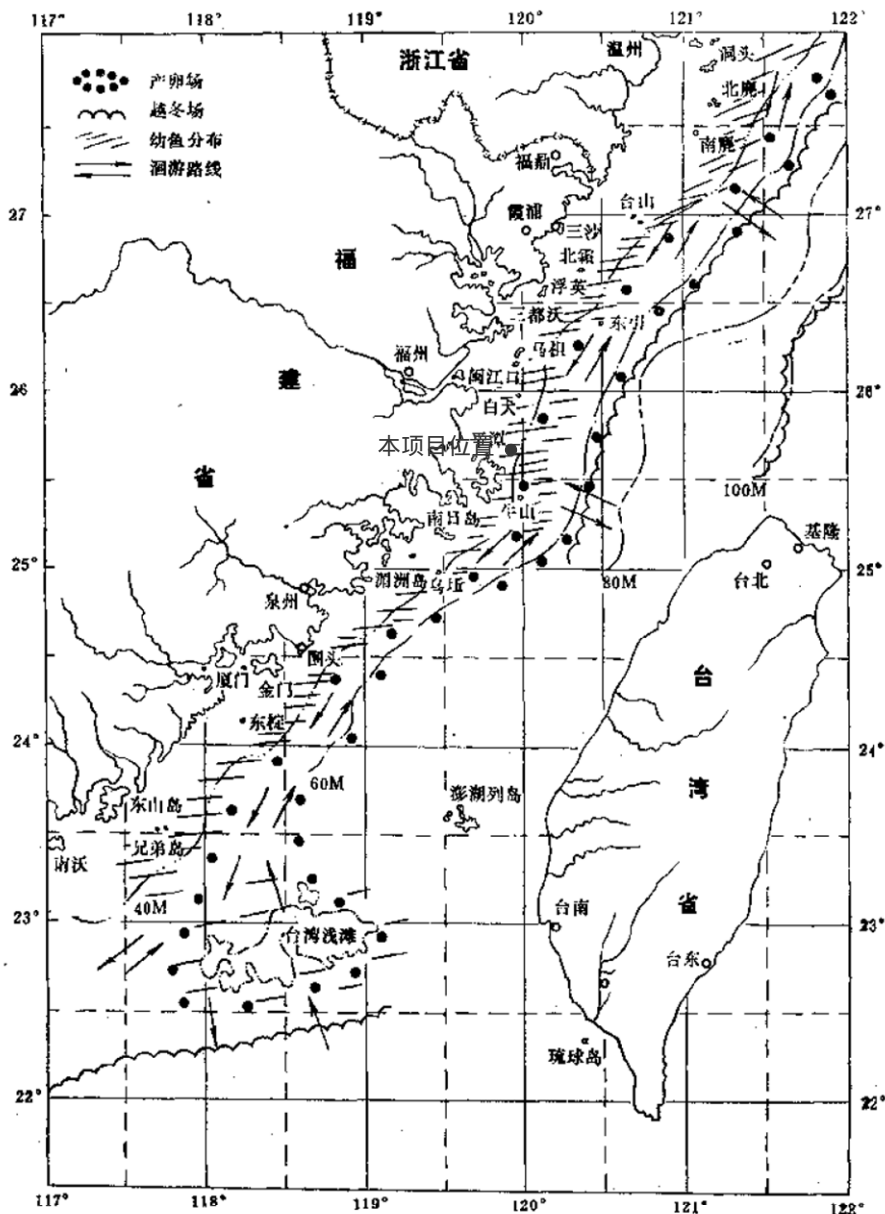 117° 118° 119° 120° 121° 122°
产卵场
越冬场
幼鱼分布
洄游路线
浙江省
温州
洞头
北麂
南麂
福鼎
台山
霞浦
三沙
27° 27°
北霜
浮英
福
建
省
都沃
东引
马祖
福州
闽江口
26° 26°
白犬
本项目位置
牛山
100M
南日岛
基隆
25° 25°
湄洲岛
乌坵
80M
台北
泉州
围头
厦门
金门
台
湾
省
东椗
24° 24°
60M
澎湖列岛
东山岛
兄弟岛
南沃
40M
23° 23°
台湾浅滩
台南
台东
琉球岛
22° 22°
117° 118° 119° 120° 121° 122°